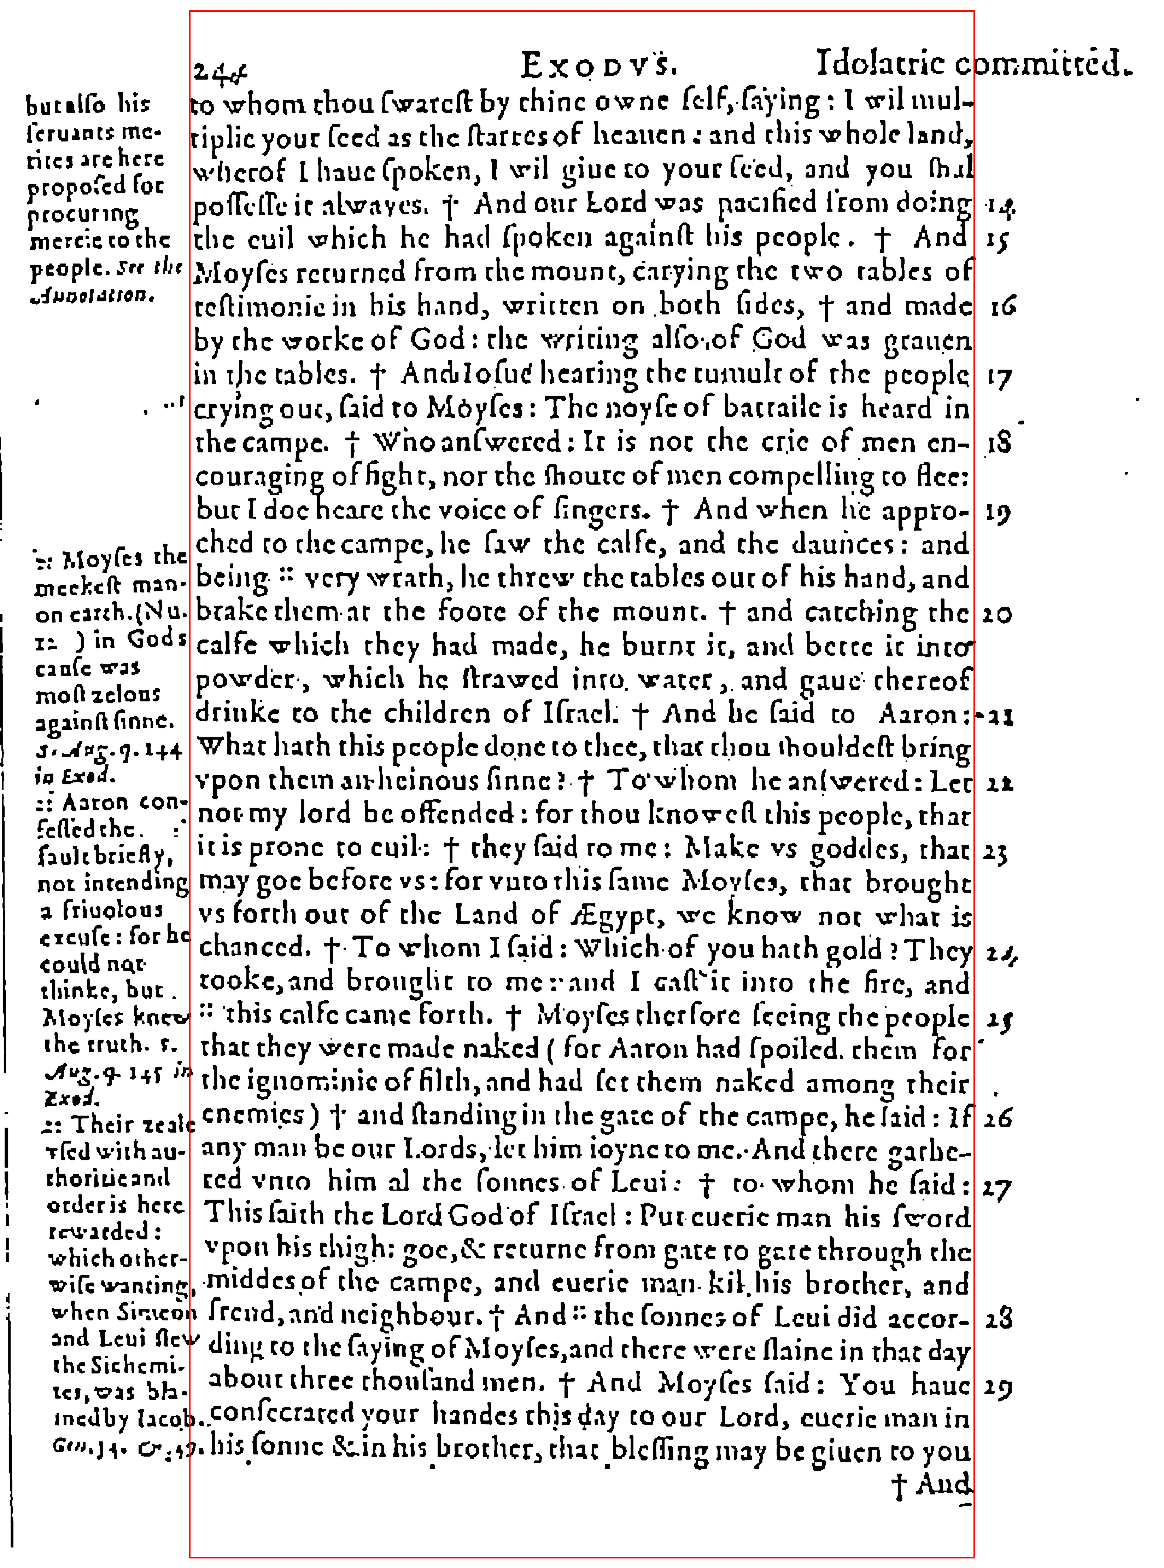 244 EXODVS. Idolatrie committed.
but also his
seruants me-
rites are here
proposed for
procuring
mercie to the
people. See the
Annotation.
to whom thou swarest by thine owne self, saying: I wil mul-
tiplie your seed as the starres of heauen: and this whole land,
wherof I haue spoken, I wil giue to your seed, and you shal
possesse it alwayes. † And our Lord was pacified from doing 14
the euil which he had spoken against his people. † And 15
Moyses returned from the mount, carying the two tables of
testimonie in his hand, written on both sides, † and made 16
by the worke of God: the writing also of God was grauen
in the tables. † And Iosue hearing the tumult of the people 17
crying out, said to Moyses: The noyse of battaile is heard in
the campe. † Who answered: It is not the crie of men en- 18
couraging of fight, nor the shoute of men compelling to flee:
but I doe heare the voice of singers. † And when he appro- 19
ched to the campe, he saw the calfe, and the daunces: and
being :: very wrath, he threw the tables out of his hand, and
brake them at the foote of the mount. † and catching the 20
calfe which they had made, he burnt it, and bette it into
powder, which he strawed into water, and gaue thereof
drinke to the children of Israel. † And he said to Aaron: 21
What hath this people done to thee, that thou shouldest bring
vpon them an heinous sinne? † To whom he answered: Let 22
not my lord be offended: for thou knowest this people, that
it is prone to euil: † they said to me: Make vs goddes, that 23
may goe before vs: for vnto this same Moyses, that brought
vs forth out of the Land of Ægypt, we know not what is
chanced. † To whom I said: Which of you hath gold? They 24
tooke, and brought to me: and I cast it into the fire, and
:: this calfe came forth. † Moyses therfore seeing the people 25
that they were made naked (for Aaron had spoiled them for
the ignominie of filth, and had set them naked among their
enemies) † and standing in the gate of the campe, he said: If 26
any man be our Lords, let him ioyne to me. And there gathe-
red vnto him al the sonnes of Leui: † to whom he said: 27
This saith the Lord God of Israel: Put euerie man his sword
vpon his thigh: goe, & returne from gate to gate through the
middes of the campe, and euerie man kil his brother, and
frend, and neighbour. † And :: the sonnes of Leui did accor- 28
ding to the saying of Moyses, and there were slaine in that day
about three thousand men. † And Moyses said: You haue 29
consecrated your handes this day to our Lord, euerie man in
his sonne & in his brother, that blessing may be giuen to you
† And
:: Moyses the
meekest man
on earth. (Nu.
12 ) in Gods
cause was
most zelous
against sinne.
S. Aug. q. 144
in Exod.
:: Aaron con-
fessed the
fault briefly,
not intending
a friuolous
excuse: for he
could not
thinke, but
Moyses knew
the truth. S.
Aug. q. 145 in
Exod.
:: Their zeale
vsed with au-
thoritie and
order is here
rewarded:
which other-
wise wanting,
when Simeon
and Leui slew
the Sichemi-
tes, was bla-
med by Iacob.
Gen. 34. & 49.